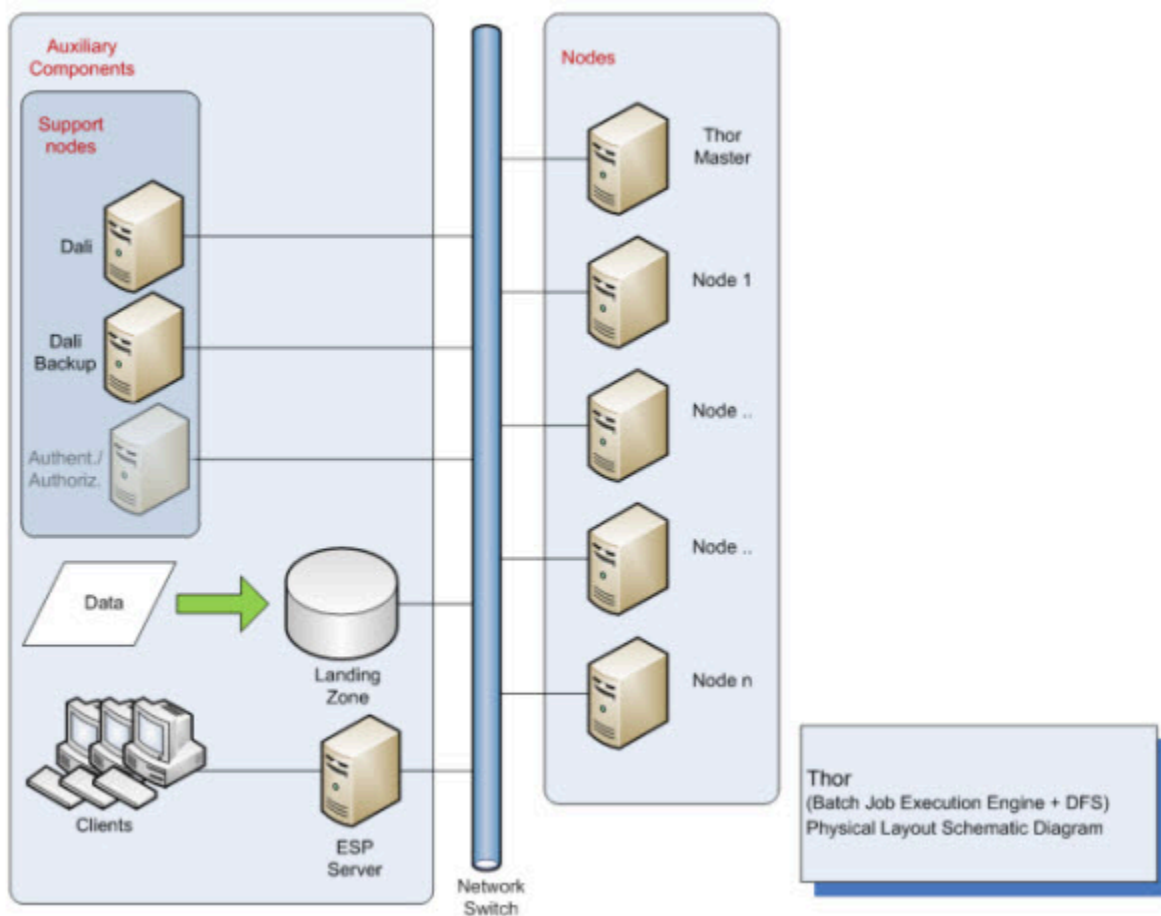 Auxiliary
Components
Support
nodes
Dali
Dali
Backup
Authent./
Authoriz.
Data
Landing
Zone
Clients
ESP
Server
Network
Switch
Nodes
Thor
Master
Node 1
Node ..
Node ..
Node n
Thor
(Batch Job Execution Engine + DFS)
Physical Layout Schematic Diagram